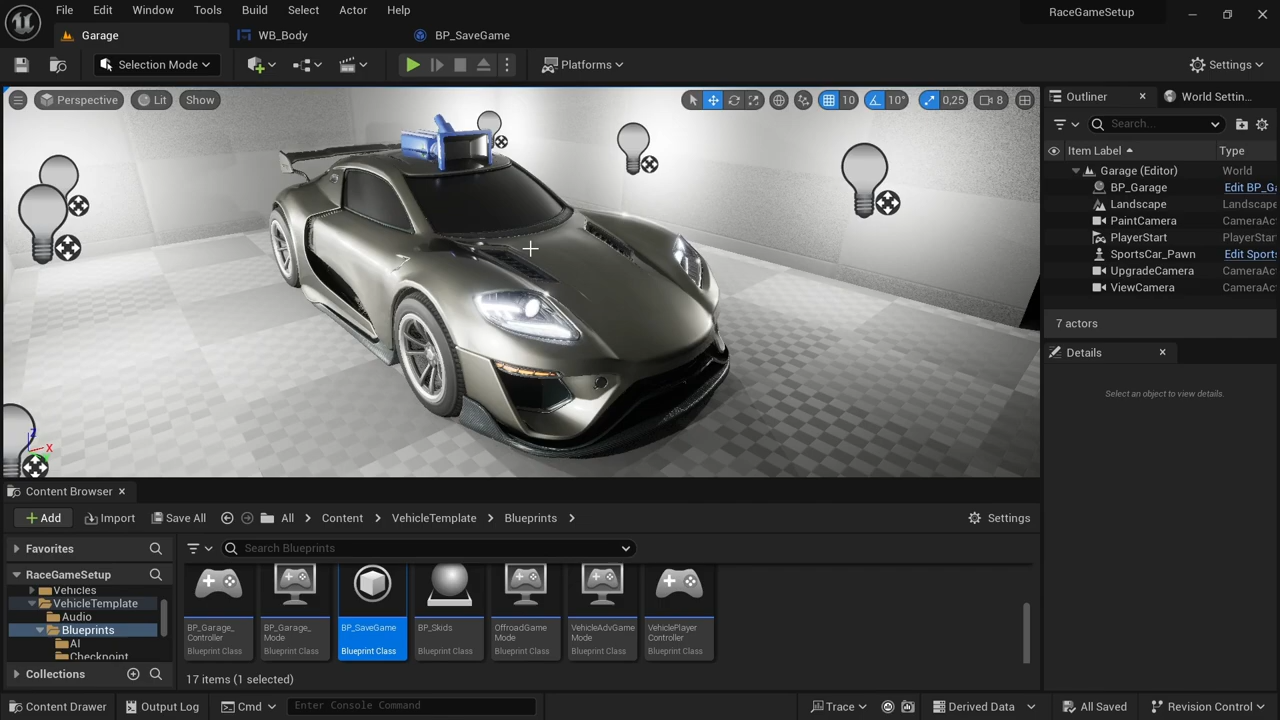 File Edit Window Tools Build Select Actor Help
RaceGameSetup
Garage
WB_Body
BP_SaveGame
Selection Mode
Platforms
Settings
Perspective Lit Show
10 10° 0,25 8
Outliner
World Settin...
Search...
Item Label Type
Garage (Editor) World
BP_Garage Edit BP_Ga
Landscape Landscape
PaintCamera CameraAc
PlayerStart PlayerStar
SportsCar_Pawn Edit Sports
UpgradeCamera CameraAc
ViewCamera CameraAc
7 actors
Details
Select an object to view details.
X
Content Browser
Add Import Save All All Content VehicleTemplate Blueprints Settings
Favorites
Search Blueprints
RaceGameSetup
Vehicles
VehicleTemplate
Audio
Blueprints
AI
Checkpoint
Collections
BP_Garage_
Controller
Blueprint Class
BP_Garage_
Mode
Blueprint Class
BP_SaveGame
Blueprint Class
BP_Skids
Blueprint Class
OffroadGame
Mode
Blueprint Class
VehicleAdvGame
Mode
Blueprint Class
VehiclePlayer
Controller
Blueprint Class
17 items (1 selected)
Content Drawer Output Log Cmd Enter Console Command Trace Derived Data All Saved Revision Control